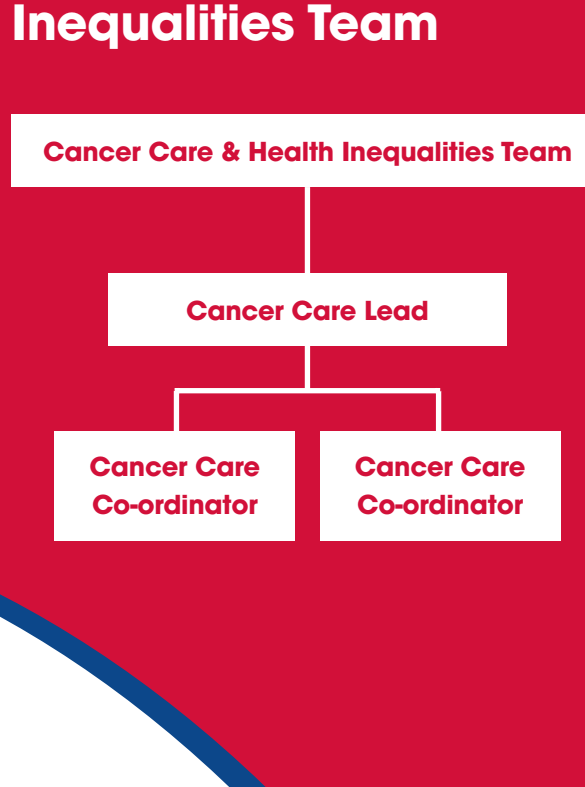 Inequalities Team
Cancer Care & Health Inequalities Team
Cancer Care Lead
Cancer Care
Co-ordinator
Cancer Care
Co-ordinator